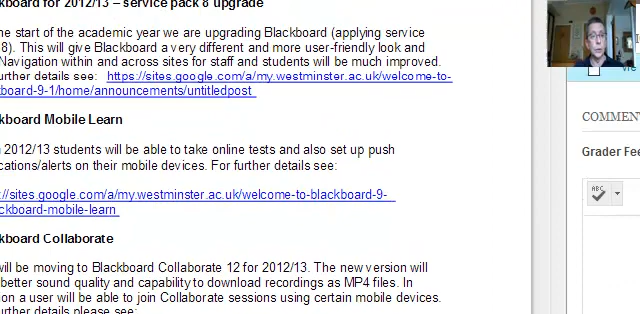 kboard for 2012/13 – service pack 8 upgrade
he start of the academic year we are upgrading Blackboard (applying service
8). This will give Blackboard a very different and more user-friendly look and
Navigation within and across sites for staff and students will be much improved.
urther details see: https://sites.google.com/a/my.westminster.ac.uk/welcome-to-
board-9-1/home/announcements/untitledpost
kboard Mobile Learn
2012/13 students will be able to take online tests and also set up push
cations/alerts on their mobile devices. For further details see:
://sites.google.com/a/my.westminster.ac.uk/welcome-to-blackboard-9-
ckboard-mobile-learn
kboard Collaborate
will be moving to Blackboard Collaborate 12 for 2012/13. The new version will
better sound quality and capability to download recordings as MP4 files. In
on a user will be able to join Collaborate sessions using certain mobile devices.
urther details please see:
COMMEN
Grader Fee
ABC